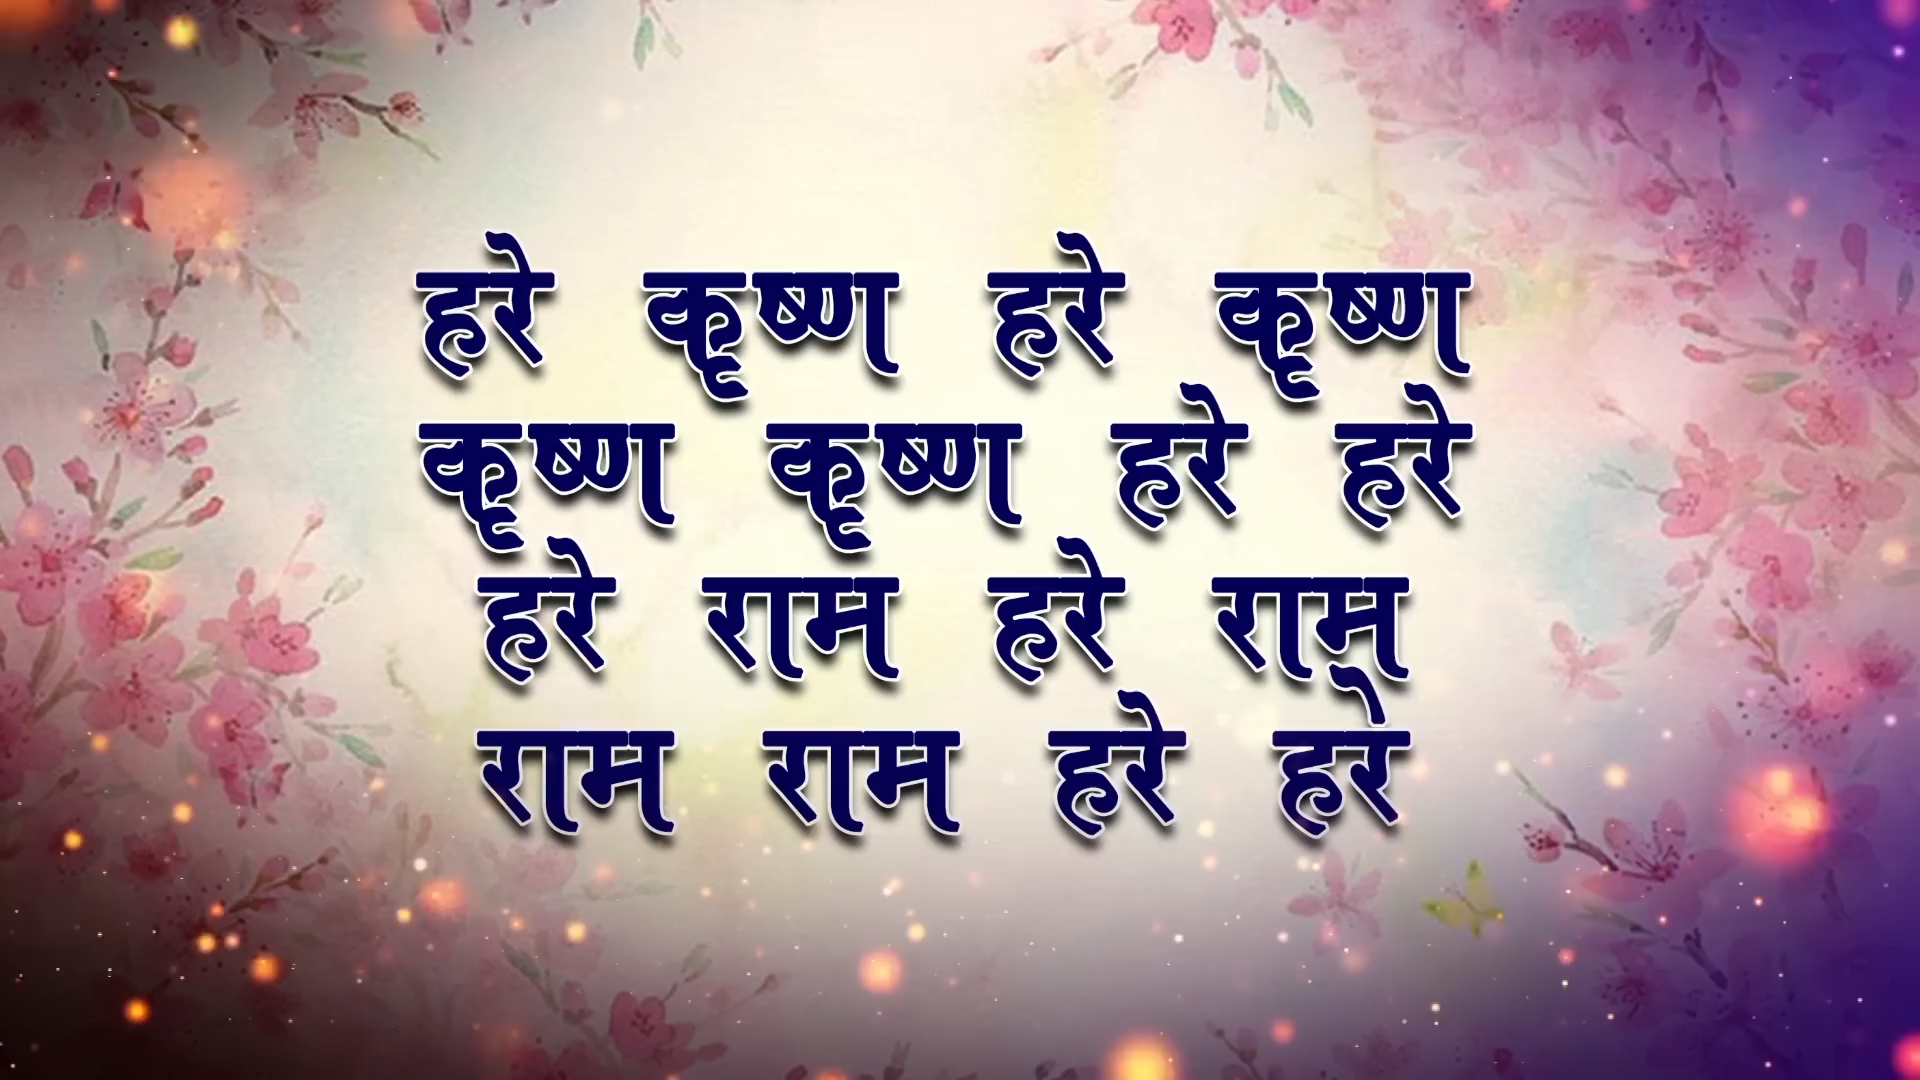 हरे कृष्ण हरे कृष्ण
कृष्ण कृष्ण हरे हरे
हरे राम हरे राम
राम राम हरे हरे